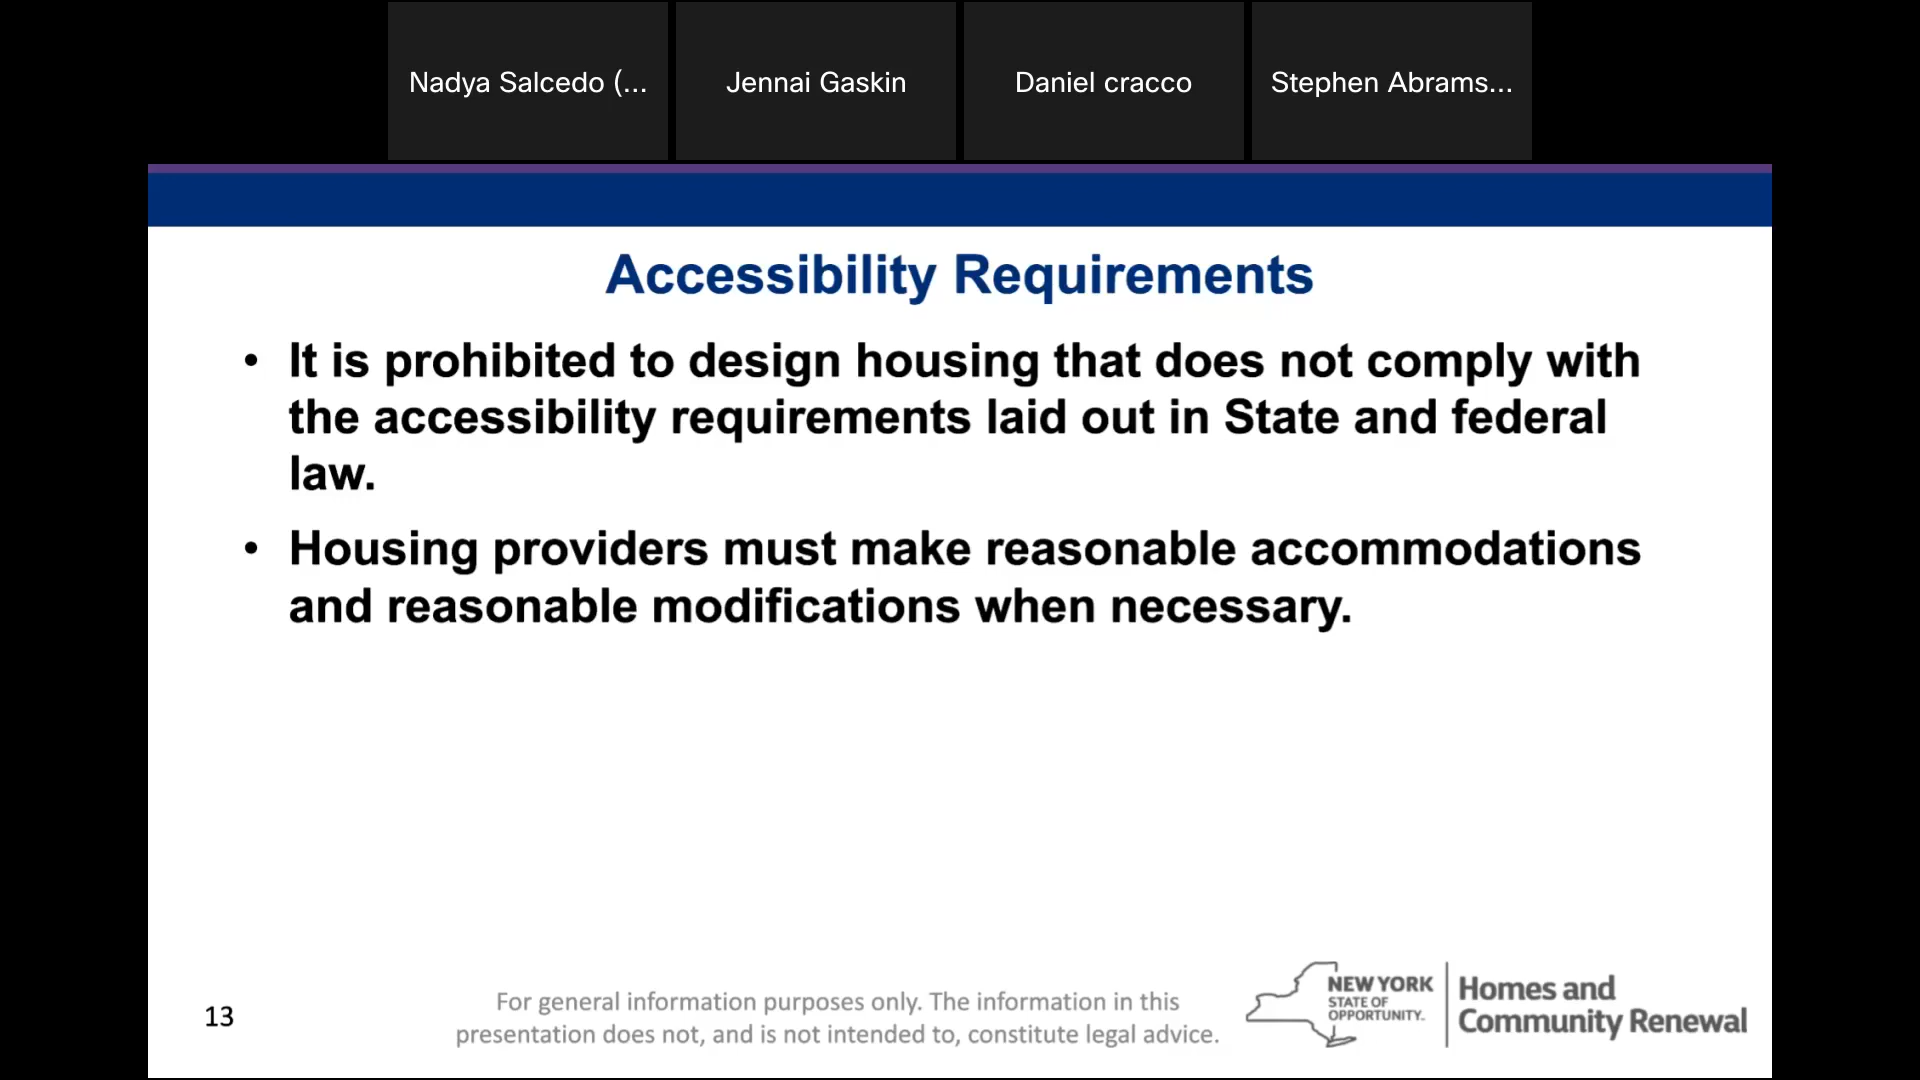 Nadya Salcedo (...
Jennai Gaskin
Daniel cracco
Stephen Abrams...
Accessibility Requirements
• It is prohibited to design housing that does not comply with
the accessibility requirements laid out in State and federal
law.
• Housing providers must make reasonable accommodations
and reasonable modifications when necessary.
13
For general information purposes only. The information in this
presentation does not, and is not intended to, constitute legal advice.
NEW YORK
STATE OF
OPPORTUNITY.
Homes and
Community Renewal